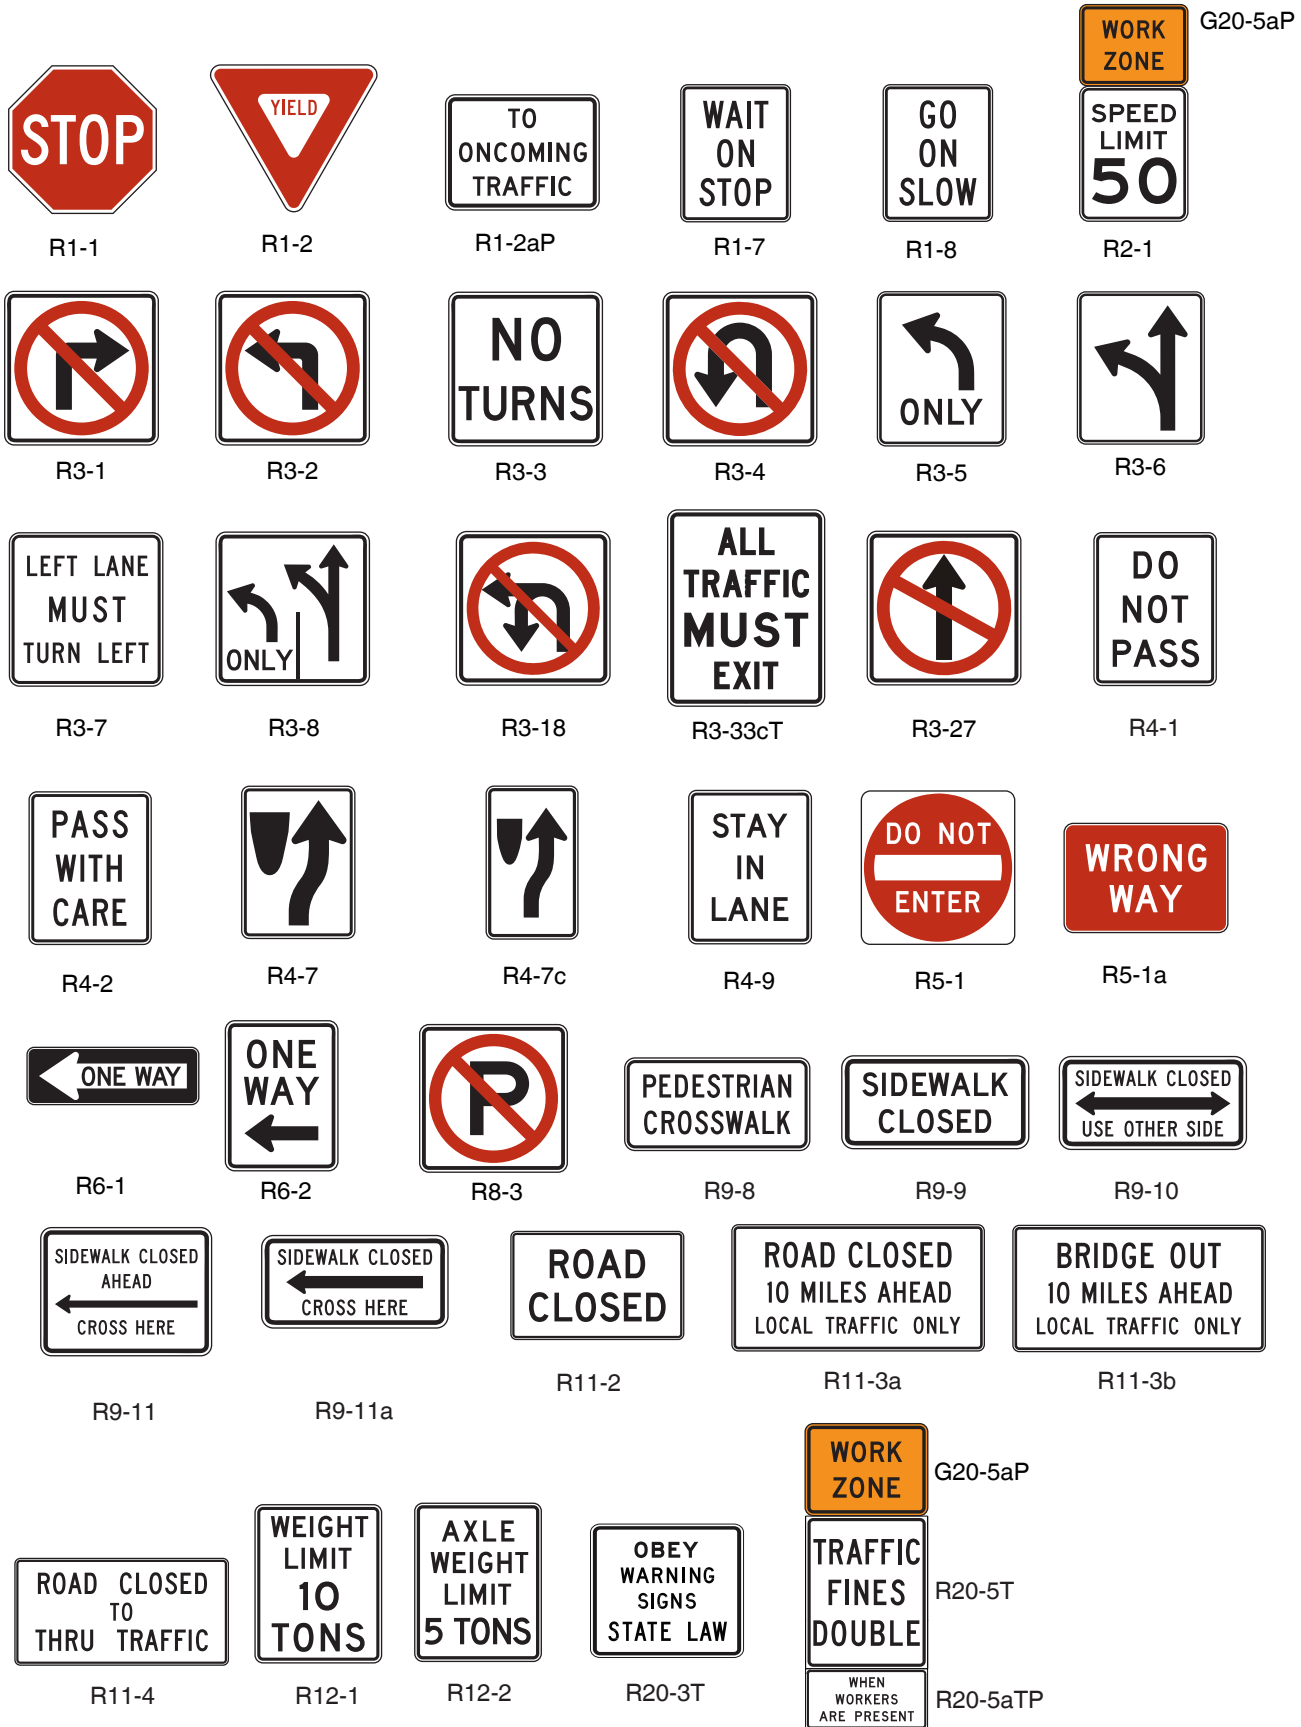 WORK
ZONE
G20-5aP
STOP
YIELD
TO
ONCOMING
TRAFFIC
WAIT
ON
STOP
GO
ON
SLOW
SPEED
LIMIT
50
R1-1
R1-2
R1-2aP
R1-7
R1-8
R2-1
NO
TURNS
ONLY
R3-1
R3-2
R3-3
R3-4
R3-5
R3-6
LEFT LANE
MUST
TURN LEFT
ONLY
ALL
TRAFFIC
MUST
EXIT
DO
NOT
PASS
R3-7
R3-8
R3-18
R3-33cT
R3-27
R4-1
PASS
WITH
CARE
STAY
IN
LANE
DO NOT
ENTER
WRONG
WAY
R4-2
R4-7
R4-7c
R4-9
R5-1
R5-1a
ONE WAY
ONE
WAY
P
PEDESTRIAN
CROSSWALK
SIDEWALK
CLOSED
SIDEWALK CLOSED
USE OTHER SIDE
R6-1
R6-2
R8-3
R9-8
R9-9
R9-10
SIDEWALK CLOSED
AHEAD
CROSS HERE
SIDEWALK CLOSED
CROSS HERE
ROAD
CLOSED
ROAD CLOSED
10 MILES AHEAD
LOCAL TRAFFIC ONLY
BRIDGE OUT
10 MILES AHEAD
LOCAL TRAFFIC ONLY
R9-11
R9-11a
R11-2
R11-3a
R11-3b
ROAD CLOSED
TO
THRU TRAFFIC
WEIGHT
LIMIT
10
TONS
AXLE
WEIGHT
LIMIT
5 TONS
OBEY
WARNING
SIGNS
STATE LAW
WORK
ZONE
G20-5aP
TRAFFIC
FINES
DOUBLE
R20-5T
WHEN
WORKERS
ARE PRESENT
R20-5aTP
R11-4
R12-1
R12-2
R20-3T